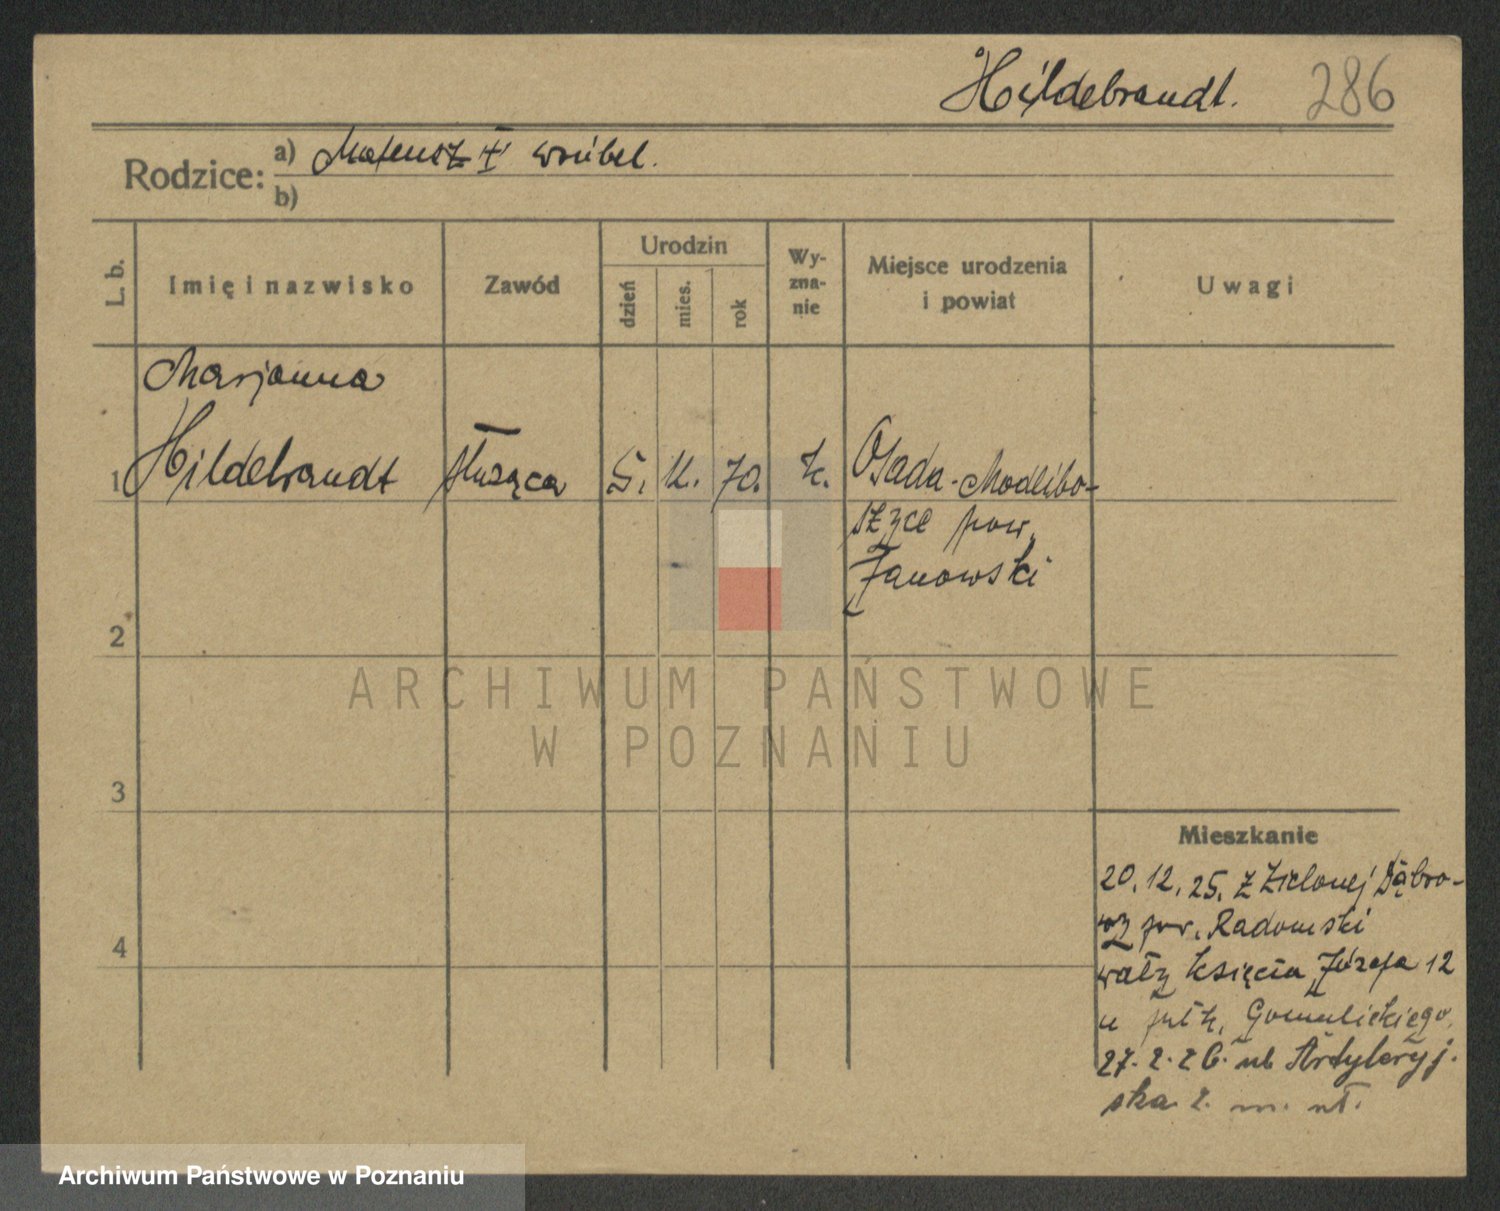 Hildebrandt. 286
Rodzice: a) Mateusz I wróbel.
b)
L. b. Imię i nazwisko Zawód Urodzin dzień mies. rok Wy-zna-nie Miejsce urodzenia i powiat Uwagi
Marjanna
1 Hildebrandt służąca 5. 11. 70. k. Osada-Modlibo-
szyce pow.
Janowski
2
ARCHIWUM PAŃSTWOWE
W POZNANIU
3
Mieszkanie
20.12.25. z Zielonej Dąbro-
wy pow. Radomski
4
wały Księcia Józefa 12
u pułk. Gomulickiego.
27.2.26. ul Artyleryj.
ska 2. m.
Archiwum Państwowe w Poznaniu